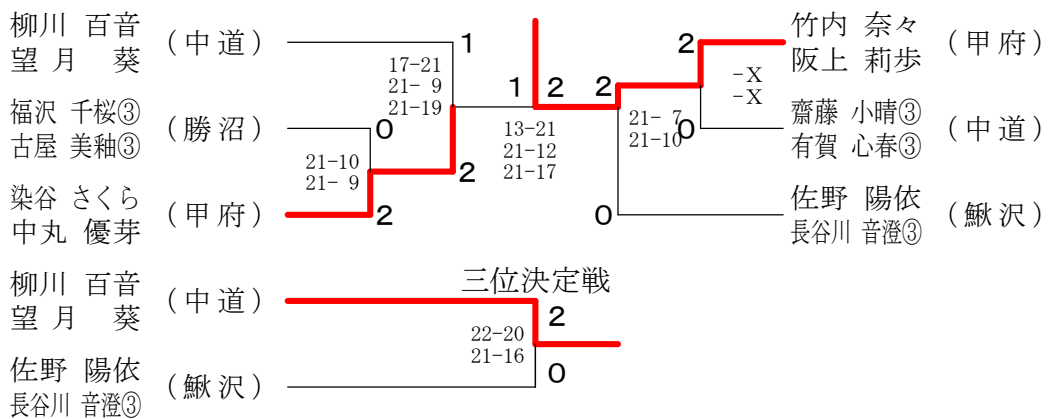 柳川 百音
望月 葵
(中道)
1
17-21
21- 9
21-19
福沢 千桜③
古屋 美釉③
(勝沼)
0
21-10
21- 9
2
染谷 さくら
中丸 優芽
(甲府)
2
1
2
13-21
21-12
21-17
2
竹内 奈々
阪上 莉歩
(甲府)
2
-X
-X
21- 7
21-10
0
齋藤 小晴③
有賀 心春③
(中道)
0
佐野 陽依
長谷川 音澄③
(鰍沢)
三位決定戦
柳川 百音
望月 葵
(中道)
2
22-20
21-16
0
佐野 陽依
長谷川 音澄③
(鰍沢)